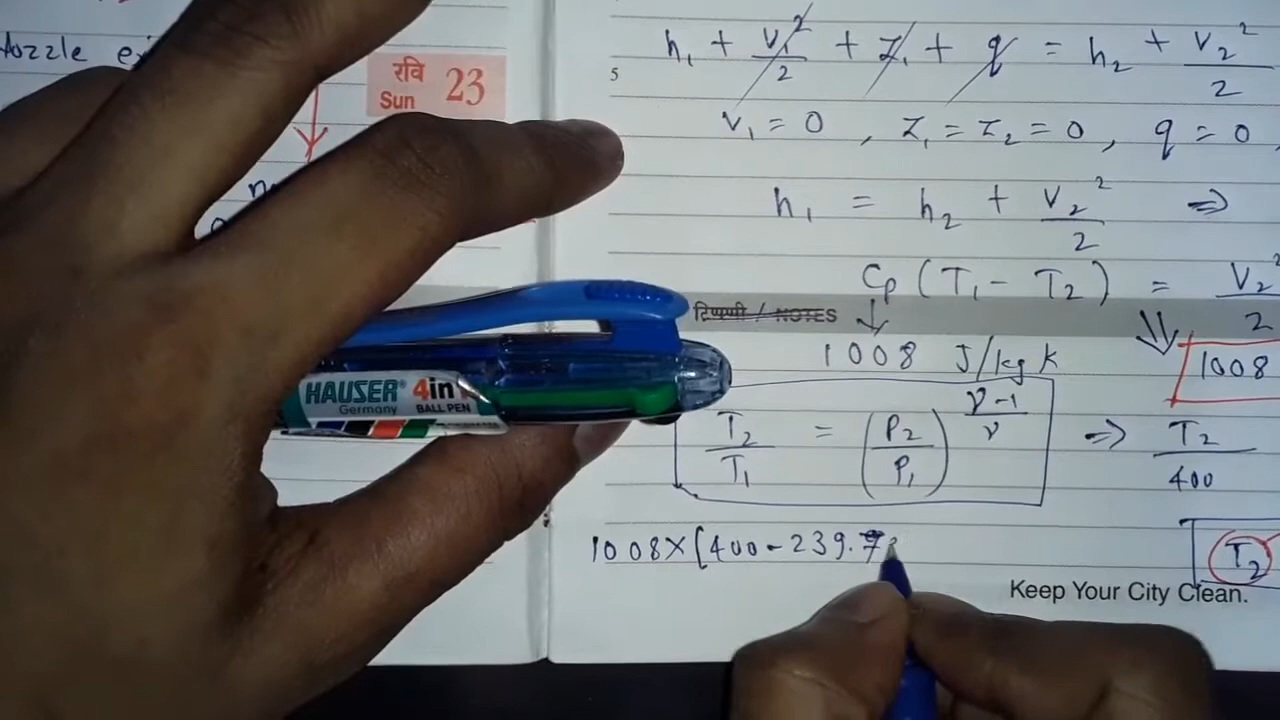 Nozzle
रवि
Sun 23
5
h₁ + V₁²/2 + Z₁ + q = h₂ + V₂²/2
V₁ = 0 , Z₁ = Z₂ = 0 , q = 0
h₁ = h₂ + V₂²/2 ⇒
Cp (T₁ - T₂) = V₂²/2
टिप्पणी / NOTES
1008 J/kg K
1008
T₂/T₁ = (P₂/P₁)^(γ-1/γ) ⇒ T₂/400
1008×[400-239.7
T₂
HAUSER 4in
Germany BALL PEN
Keep Your City Clean.